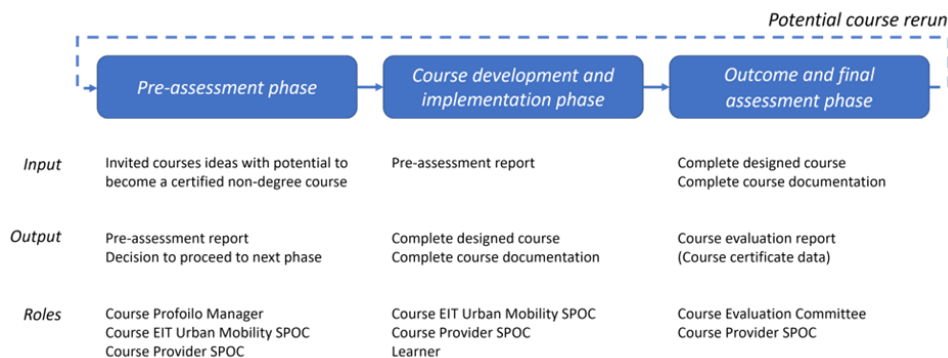 Potential course rerun
Pre-assessment phase
Course development and
implementation phase
Outcome and final
assessment phase
Input
Invited courses ideas with potential to
become a certified non-degree course
Pre-assessment report
Complete designed course
Complete course documentation
Output
Pre-assessment report
Decision to proceed to next phase
Complete designed course
Complete course documentation
Course evaluation report
(Course certificate data)
Roles
Course Profoilo Manager
Course EIT Urban Mobility SPOC
Course Provider SPOC
Course EIT Urban Mobility SPOC
Course Provider SPOC
Learner
Course Evaluation Committee
Course Provider SPOC